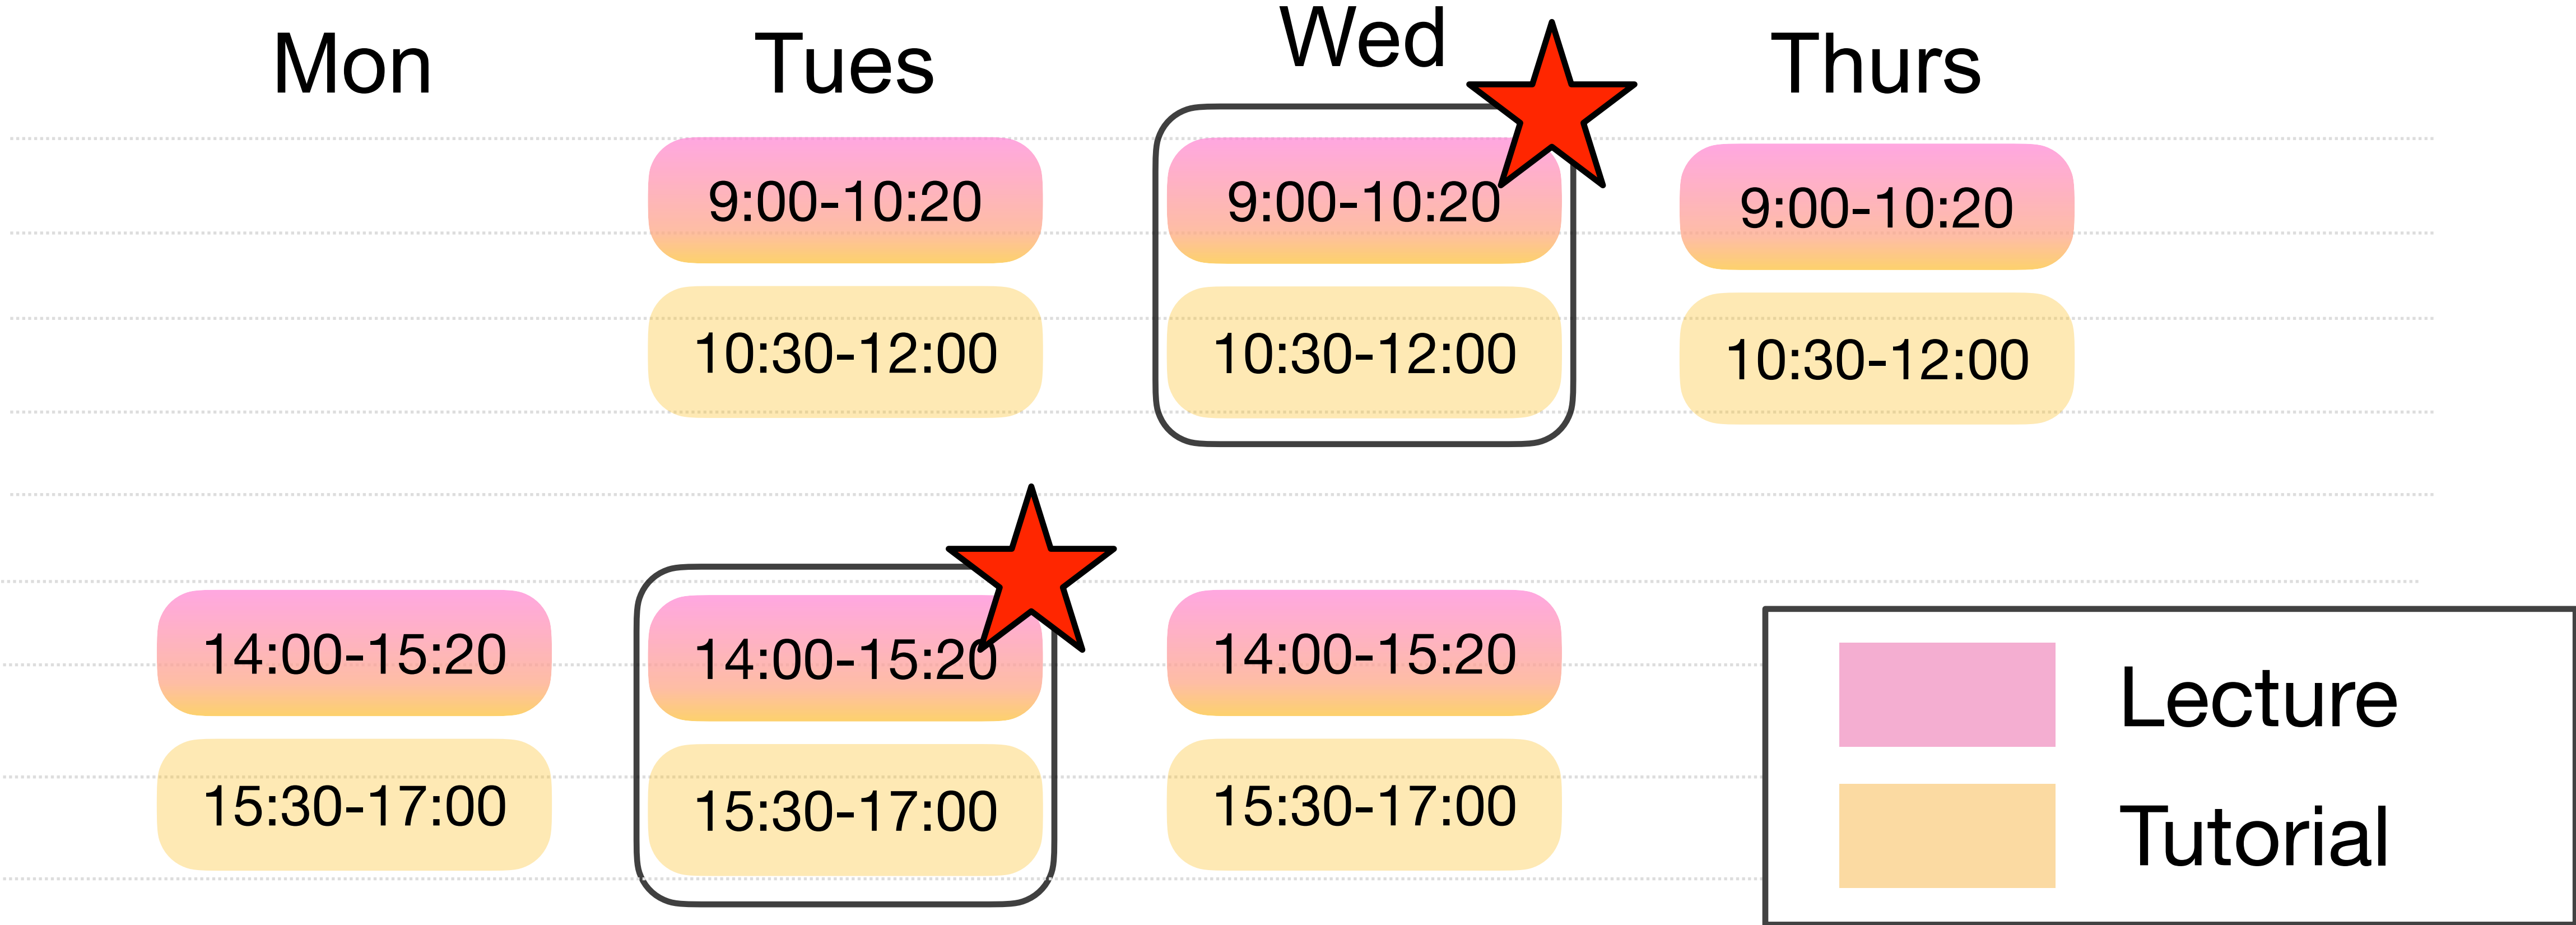 Mon Tues Wed Thurs
9:00-10:20 9:00-10:20 9:00-10:20
10:30-12:00 10:30-12:00 10:30-12:00
14:00-15:20 14:00-15:20 14:00-15:20
15:30-17:00 15:30-17:00 15:30-17:00
Lecture
Tutorial